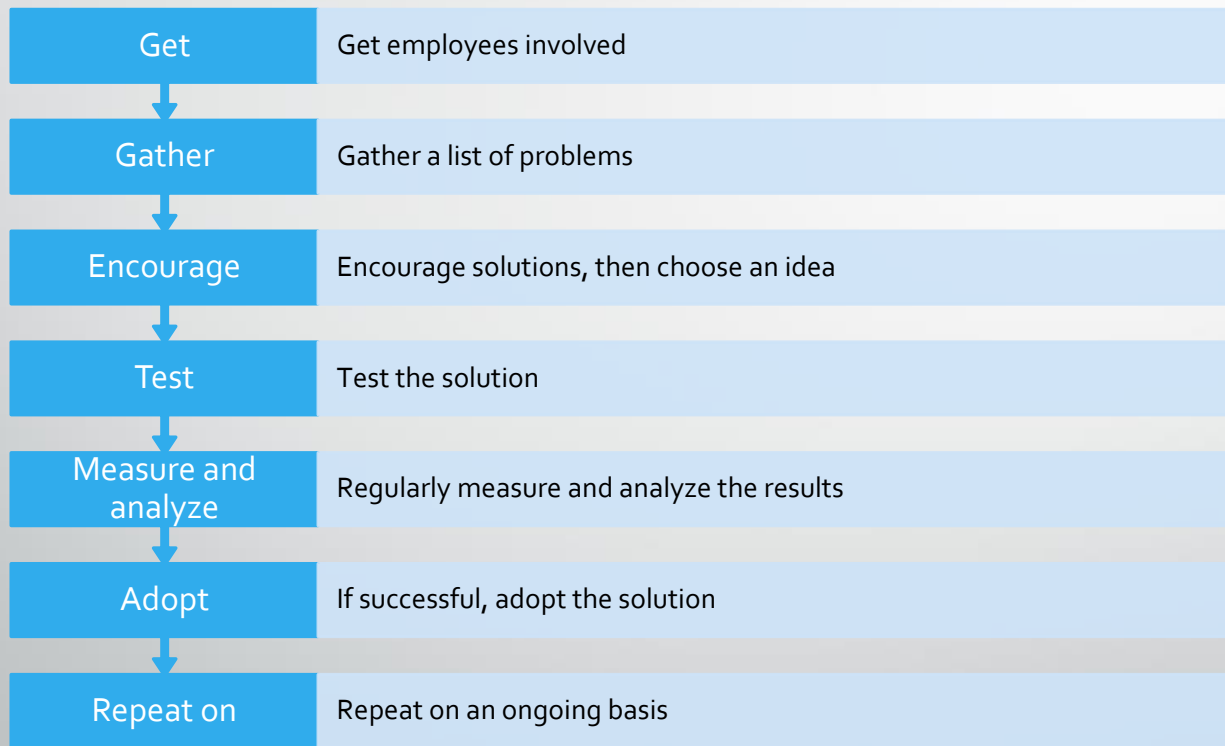 Get
Get employees involved
Gather
Gather a list of problems
Encourage
Encourage solutions, then choose an idea
Test
Test the solution
Measure and
analyze
Regularly measure and analyze the results
Adopt
If successful, adopt the solution
Repeat on
Repeat on an ongoing basis